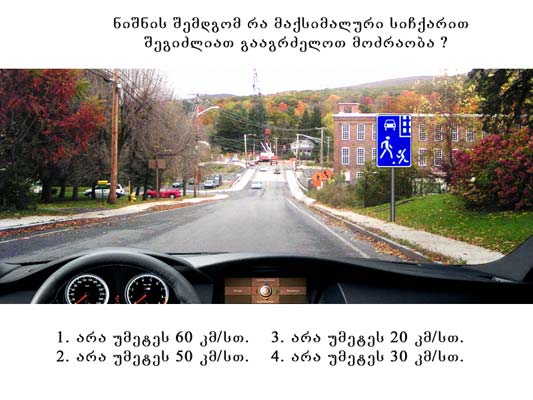 ნიშნის შემდგომ რა მაქსიმალური სიჩქარით
შეგიძლიათ გააგრძელოთ მოძრაობა ?
1. არა უმეტეს 60 კმ/სთ.
2. არა უმეტეს 50 კმ/სთ.
3. არა უმეტეს 20 კმ/სთ.
4. არა უმეტეს 30 კმ/სთ.